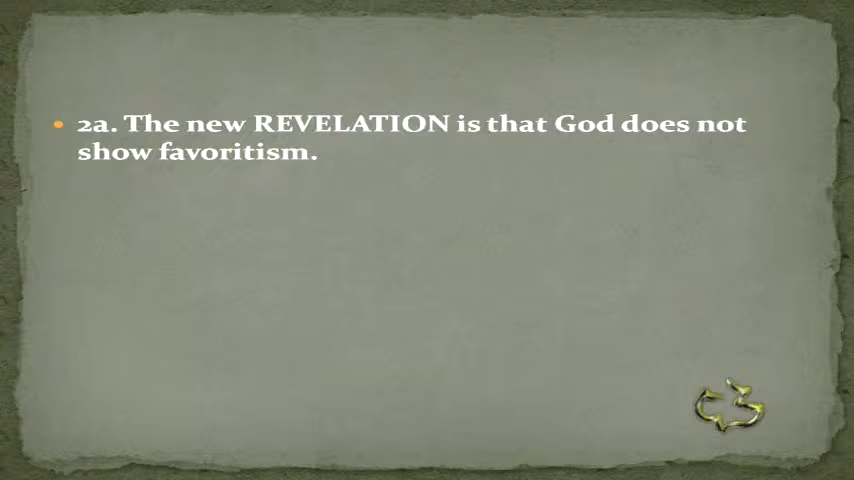 • 2a. The new REVELATION is that God does not
show favoritism.